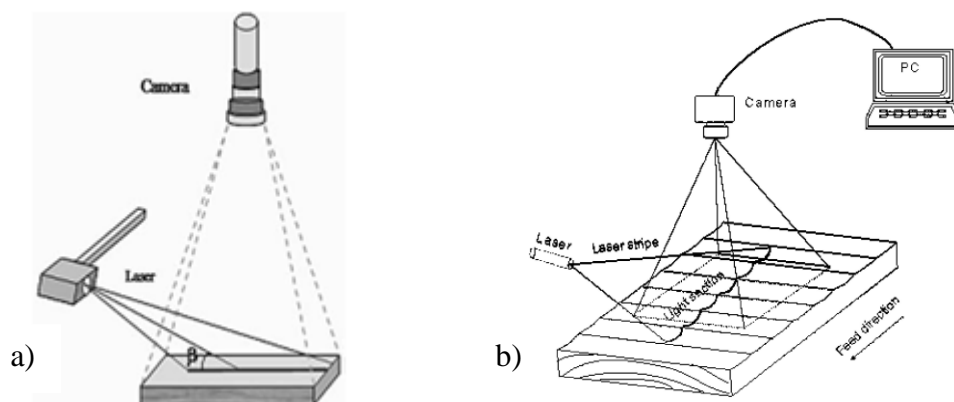 Camera
Laser
β
a)
PC
Camera
Laser
Laser stripe
Light section
Feed direction
b)